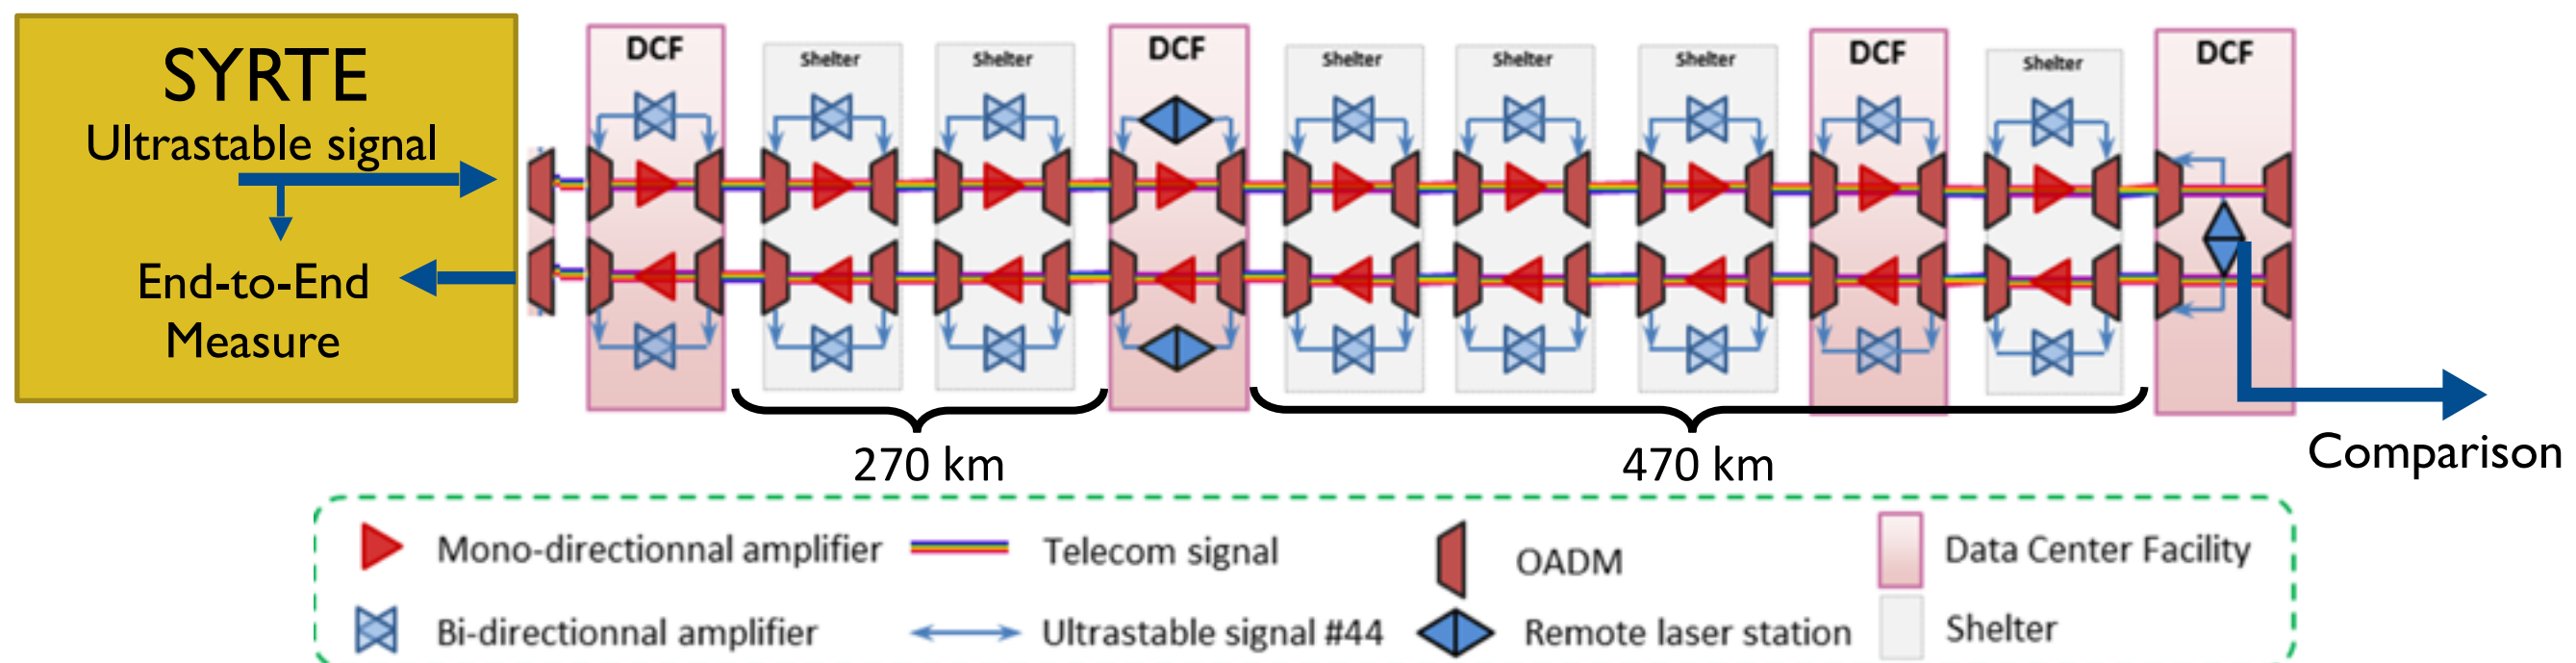 SYRTE
Ultrastable signal
End-to-End
Measure
DCF
Shelter
Shelter
DCF
Shelter
Shelter
Shelter
DCF
Shelter
DCF
270 km
470 km
Comparison
Mono-directionnal amplifier
Telecom signal
OADM
Data Center Facility
Bi-directionnal amplifier
Ultrastable signal #44
Remote laser station
Shelter